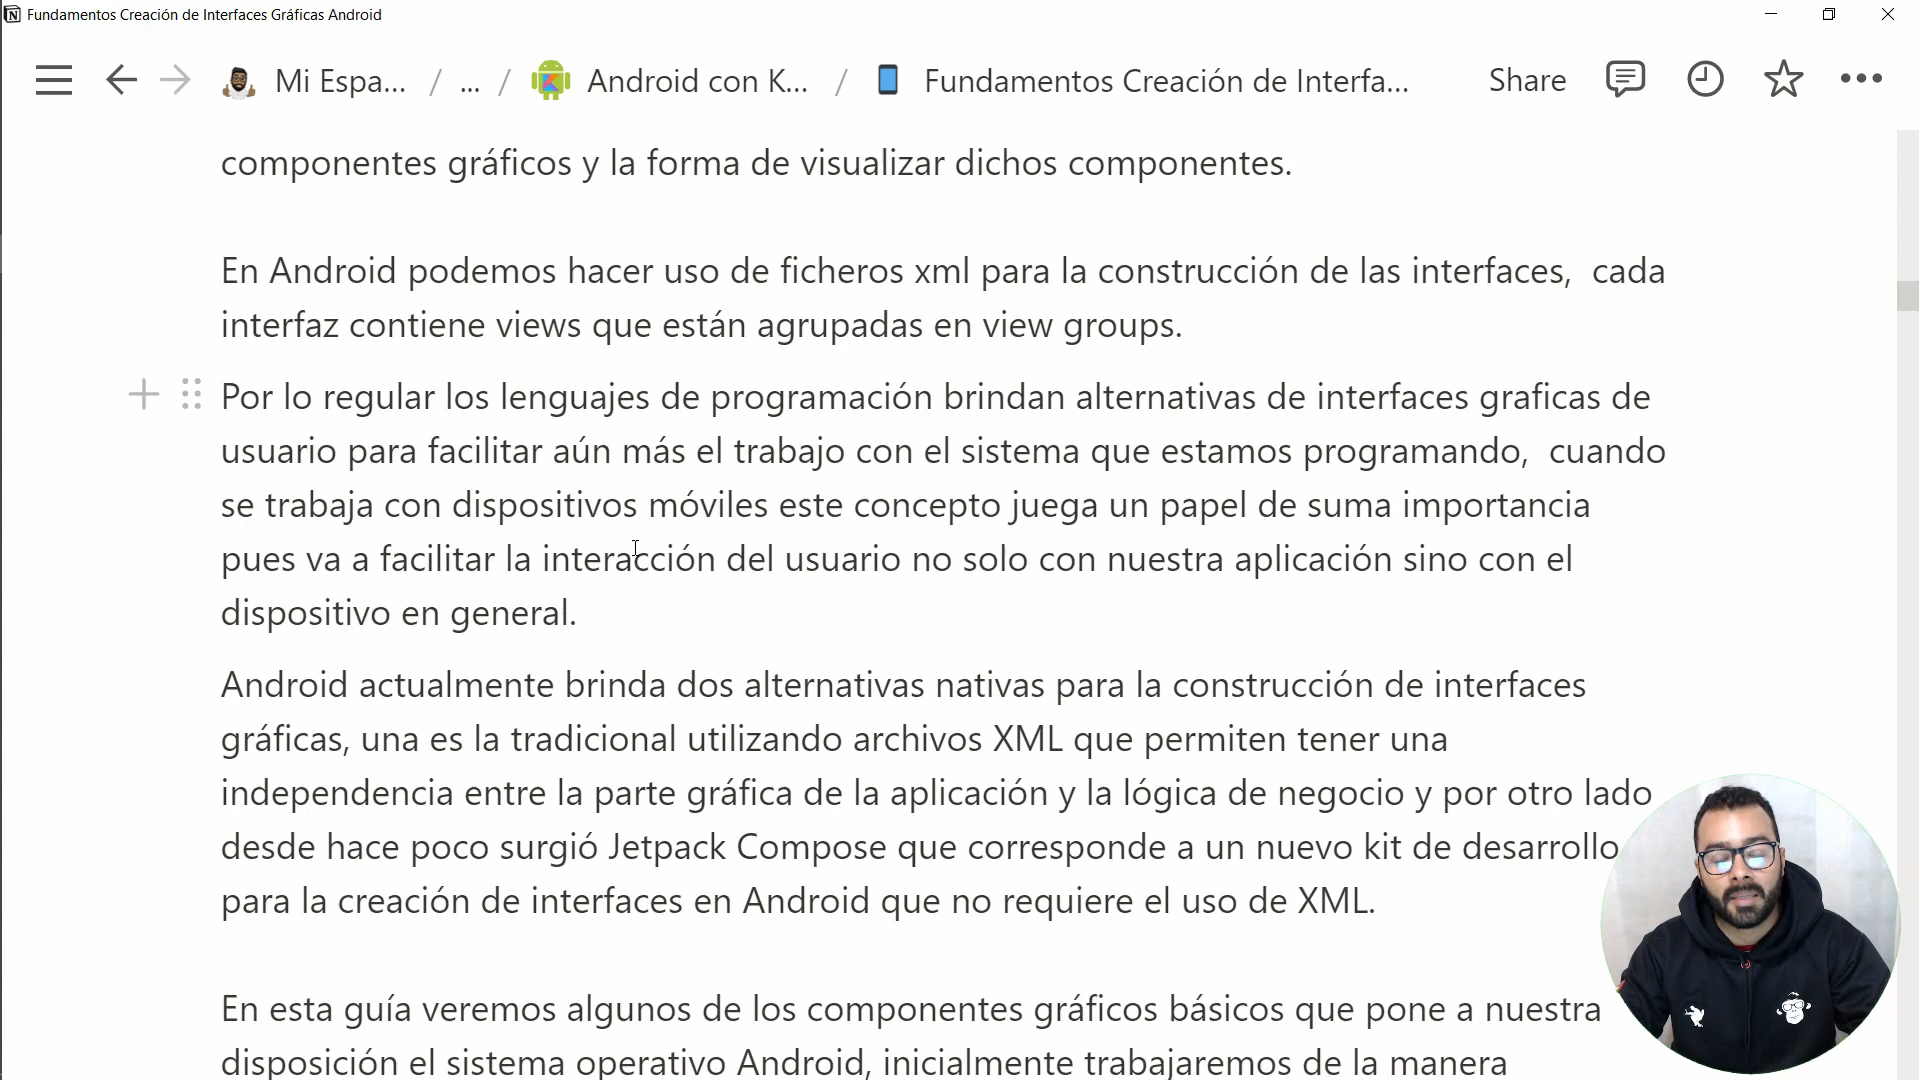 Fundamentos Creación de Interfaces Gráficas Android
Mi Espa... / ... / Android con K... / Fundamentos Creación de Interfa... Share
componentes gráficos y la forma de visualizar dichos componentes.
En Android podemos hacer uso de ficheros xml para la construcción de las interfaces, cada
interfaz contiene views que están agrupadas en view groups.
Por lo regular los lenguajes de programación brindan alternativas de interfaces graficas de
usuario para facilitar aún más el trabajo con el sistema que estamos programando, cuando
se trabaja con dispositivos móviles este concepto juega un papel de suma importancia
pues va a facilitar la interacción del usuario no solo con nuestra aplicación sino con el
dispositivo en general.
Android actualmente brinda dos alternativas nativas para la construcción de interfaces
gráficas, una es la tradicional utilizando archivos XML que permiten tener una
independencia entre la parte gráfica de la aplicación y la lógica de negocio y por otro lado
desde hace poco surgió Jetpack Compose que corresponde a un nuevo kit de desarrollo
para la creación de interfaces en Android que no requiere el uso de XML.
En esta guía veremos algunos de los componentes gráficos básicos que pone a nuestra
disposición el sistema operativo Android, inicialmente trabajaremos de la manera